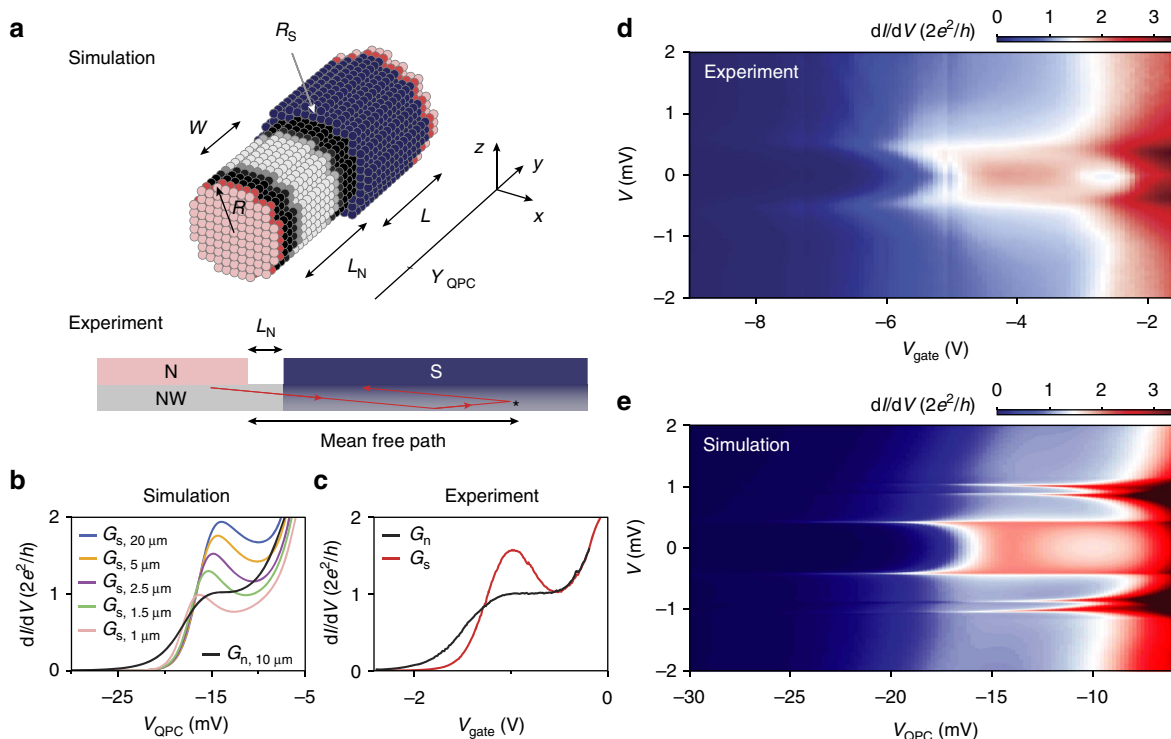 a
Simulation
R_S
W
R
z
y
x
L
L_N
Y_QPC
Experiment
L_N
N
S
NW
*
Mean free path
b
Simulation
2
1
0
dI/dV (2e²/h)
G_s, 20 μm
G_s, 5 μm
G_s, 2.5 μm
G_s, 1.5 μm
G_s, 1 μm
G_n, 10 μm
−25 −15 −5
V_QPC (mV)
c
Experiment
2
1
0
dI/dV (2e²/h)
G_n
G_s
−2 0
V_gate (V)
d
0 1 2 3
dI/dV (2e²/h)
Experiment
2
1
0
−1
−2
V (mV)
−8 −6 −4 −2
V_gate (V)
e
0 1 2 3
dI/dV (2e²/h)
Simulation
2
1
0
−1
−2
V (mV)
−30 −25 −20 −15 −10
V_QPC (mV)